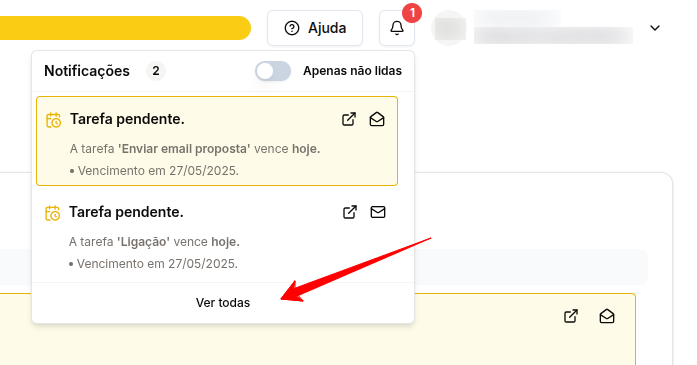 Ajuda
1
Notificações 2 Apenas não lidas
Tarefa pendente.
A tarefa 'Enviar email proposta' vence hoje.
• Vencimento em 27/05/2025.
Tarefa pendente.
A tarefa 'Ligação' vence hoje.
• Vencimento em 27/05/2025.
Ver todas